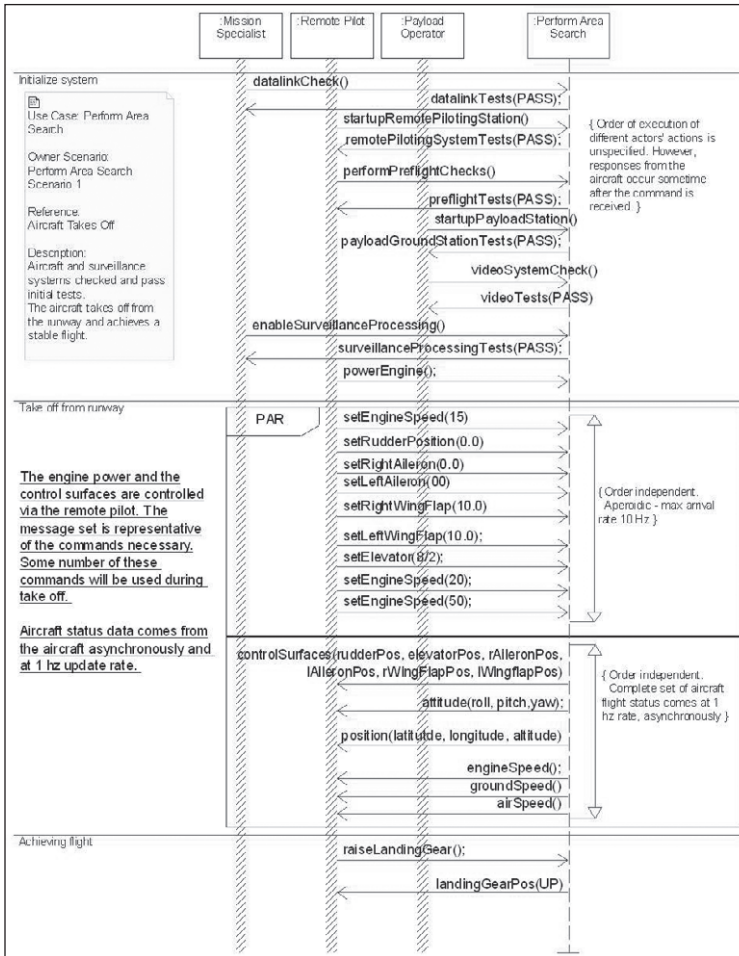 :Mission Specialist
:Remote Pilot
:Payload Operator
:Perform Area Search
Initialize system
Use Case: Perform Area
Search
Owner Scenario:
Perform Area Search
Scenario 1
Reference:
Aircraft Takes Off
Description:
Aircraft and surveillance
systems checked and pass
initial tests.
The aircraft takes off from
the runway and achieves a
stable flight.
datalinkCheck()
datalinkTests(PASS);
startupRemotePilotingStation()
remotePilotingSystemTests(PASS);
performPreflightChecks()
preflightTests(PASS);
startupPayloadStation()
payloadGroundStationTests(PASS);
videoSystemCheck()
videoTests(PASS)
enableSurveillanceProcessing()
surveillanceProcessingTests(PASS);
powerEngine();
{ Order of execution of
different actors' actions is
unspecified. However,
responses from the
aircraft occur sometime
after the command is
received. }
Take off from runway
PAR
The engine power and the
control surfaces are controlled
via the remote pilot. The
message set is representative
of the commands necessary.
Some number of these
commands will be used during
take off.
Aircraft status data comes from
the aircraft asynchronously and
at 1 hz update rate.
setEngineSpeed(15)
setRudderPosition(0.0)
setRightAileron(0.0)
setLeftAileron(00)
setRightWingFlap(10.0)
setLeftWingFlap(10.0);
setElevator(8/2);
setEngineSpeed(20);
setEngineSpeed(50);
{ Order independent.
Aperoidic - max arrival
rate 10 Hz }
controlSurfaces(rudderPos, elevatorPos, rAileronPos,
lAileronPos, rWingFlapPos, lWingflapPos)
attitude(roll, pitch,yaw);
position(latitutde, longitude, altitude)
engineSpeed();
groundSpeed()
airSpeed()
{ Order independent.
Complete set of aircraft
flight status comes at 1
hz rate, asynchronously }
Achieving flight
raiseLandingGear();
landingGearPos(UP)